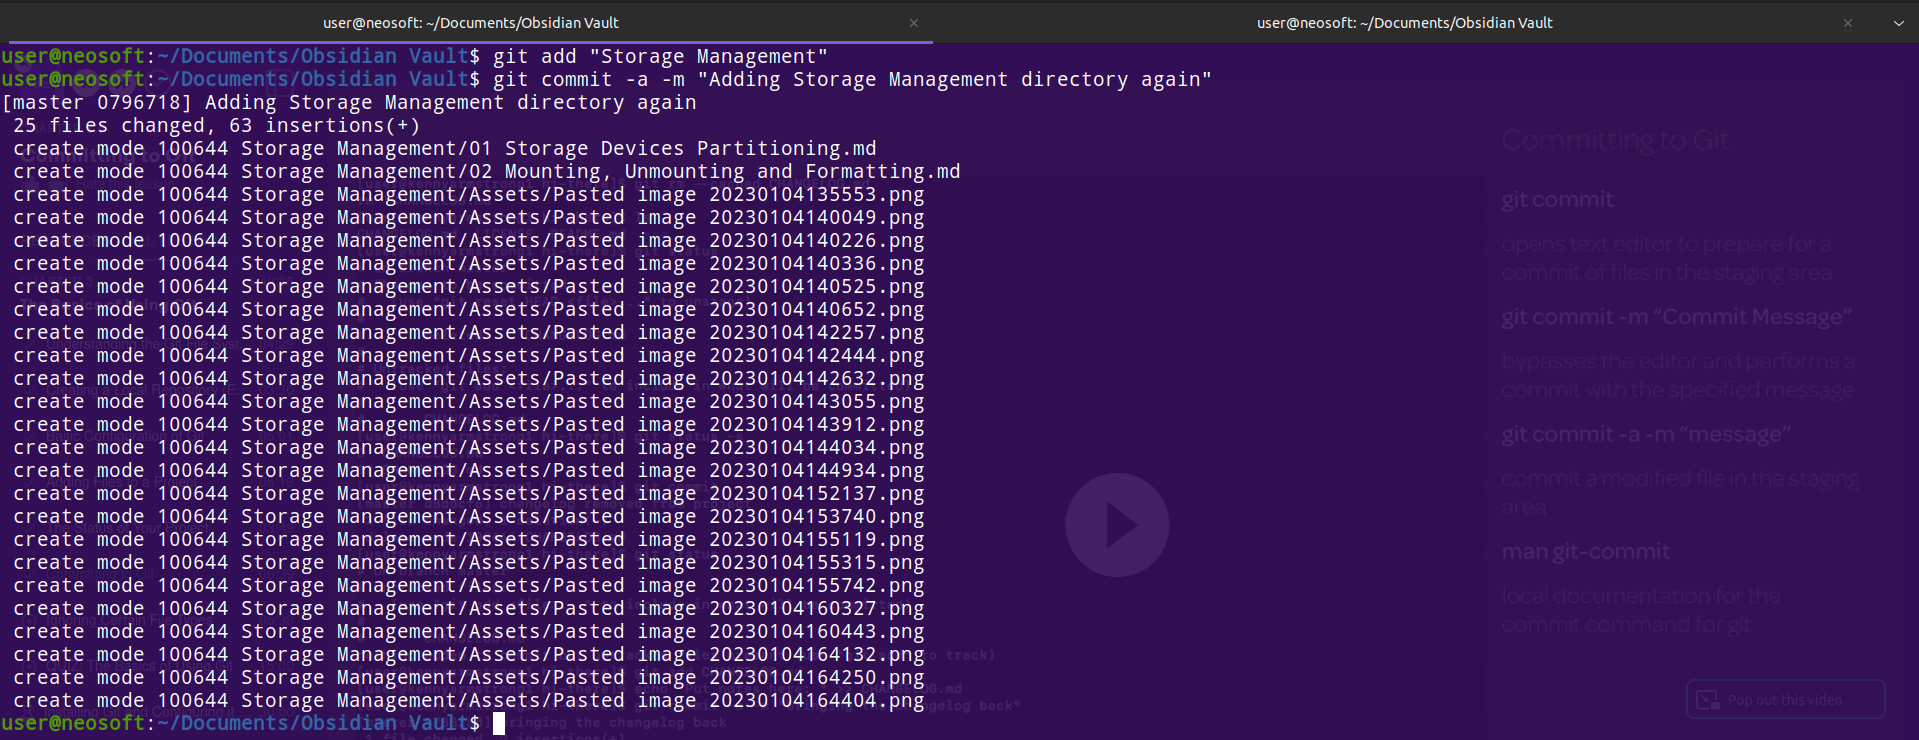 user@neosoft: ~/Documents/Obsidian Vault × user@neosoft: ~/Documents/Obsidian Vault ×
user@neosoft:~/Documents/Obsidian Vault$ git add "Storage Management"
user@neosoft:~/Documents/Obsidian Vault$ git commit -a -m "Adding Storage Management directory again"
[master 0796718] Adding Storage Management directory again
25 files changed, 63 insertions(+)
create mode 100644 Storage Management/01 Storage Devices Partitioning.md
create mode 100644 Storage Management/02 Mounting, Unmounting and Formatting.md
create mode 100644 Storage Management/Assets/Pasted image 20230104135553.png
create mode 100644 Storage Management/Assets/Pasted image 20230104140049.png
create mode 100644 Storage Management/Assets/Pasted image 20230104140226.png
create mode 100644 Storage Management/Assets/Pasted image 20230104140336.png
create mode 100644 Storage Management/Assets/Pasted image 20230104140525.png
create mode 100644 Storage Management/Assets/Pasted image 20230104140652.png
create mode 100644 Storage Management/Assets/Pasted image 20230104142257.png
create mode 100644 Storage Management/Assets/Pasted image 20230104142444.png
create mode 100644 Storage Management/Assets/Pasted image 20230104142632.png
create mode 100644 Storage Management/Assets/Pasted image 20230104143055.png
create mode 100644 Storage Management/Assets/Pasted image 20230104143912.png
create mode 100644 Storage Management/Assets/Pasted image 20230104144034.png
create mode 100644 Storage Management/Assets/Pasted image 20230104144934.png
create mode 100644 Storage Management/Assets/Pasted image 20230104152137.png
create mode 100644 Storage Management/Assets/Pasted image 20230104153740.png
create mode 100644 Storage Management/Assets/Pasted image 20230104155119.png
create mode 100644 Storage Management/Assets/Pasted image 20230104155315.png
create mode 100644 Storage Management/Assets/Pasted image 20230104155742.png
create mode 100644 Storage Management/Assets/Pasted image 20230104160327.png
create mode 100644 Storage Management/Assets/Pasted image 20230104160443.png
create mode 100644 Storage Management/Assets/Pasted image 20230104164132.png
create mode 100644 Storage Management/Assets/Pasted image 20230104164250.png
create mode 100644 Storage Management/Assets/Pasted image 20230104164404.png
user@neosoft:~/Documents/Obsidian Vault$
Committing to Git
git commit
opens text editor to prepare for a
commit of files in the staging area
git commit -m “Commit Message”
bypasses the editor and performs a
commit with the specified message
git commit -a -m “message”
commit a modified file in the staging
area
man git-commit
local documentation for the
commit command for git
Pop out this video